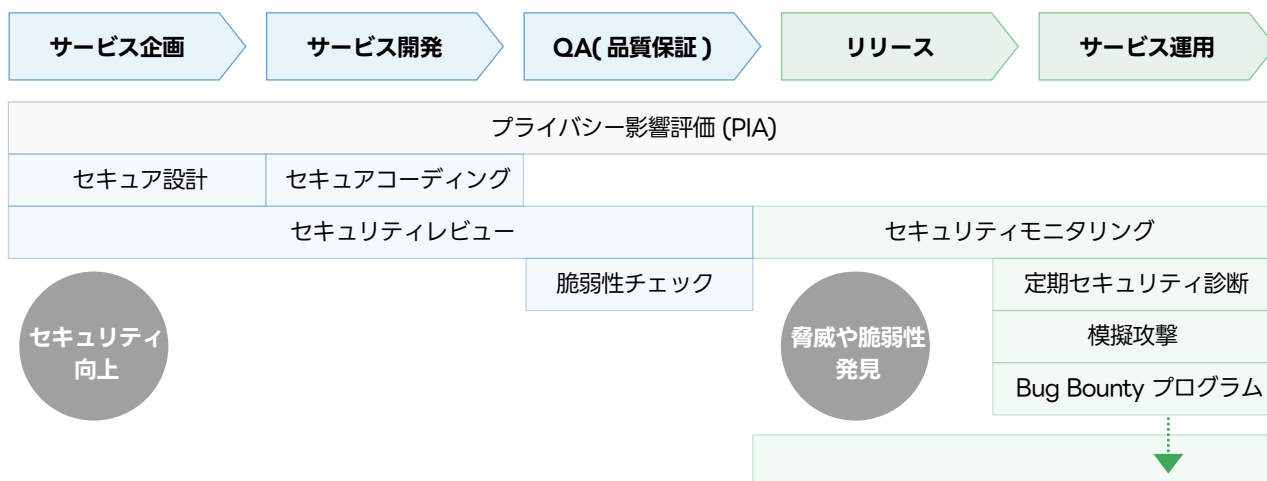 サービス企画
サービス開発
QA( 品質保証 )
リリース
サービス運用
プライバシー影響評価 (PIA)
セキュア設計
セキュアコーディング
セキュリティレビュー
セキュリティモニタリング
脆弱性チェック
定期セキュリティ診断
セキュリティ
向上
脅威や脆弱性
発見
模擬攻撃
Bug Bounty プログラム